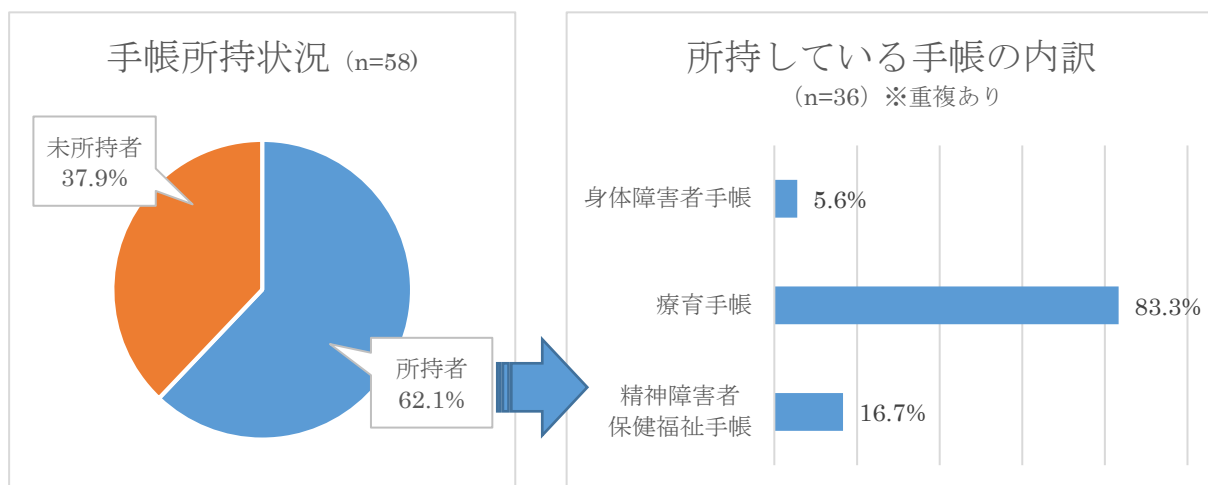 手帳所持状況 (n=58)
未所持者
37.9%
所持者
62.1%
所持している手帳の内訳
（n=36）※重複あり
身体障害者手帳
5.6%
療育手帳
83.3%
精神障害者
保健福祉手帳
16.7%